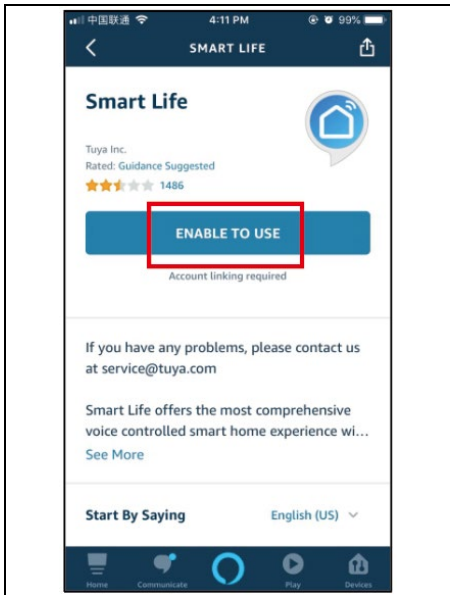 中国联通 4:11 PM 99%
SMART LIFE
Smart Life
Tuya Inc.
Rated: Guidance Suggested
1486
ENABLE TO USE
Account linking required
If you have any problems, please contact us
at service@tuya.com
Smart Life offers the most comprehensive
voice controlled smart home experience wi...
See More
Start By Saying English (US)
Home Communicate Play Devices